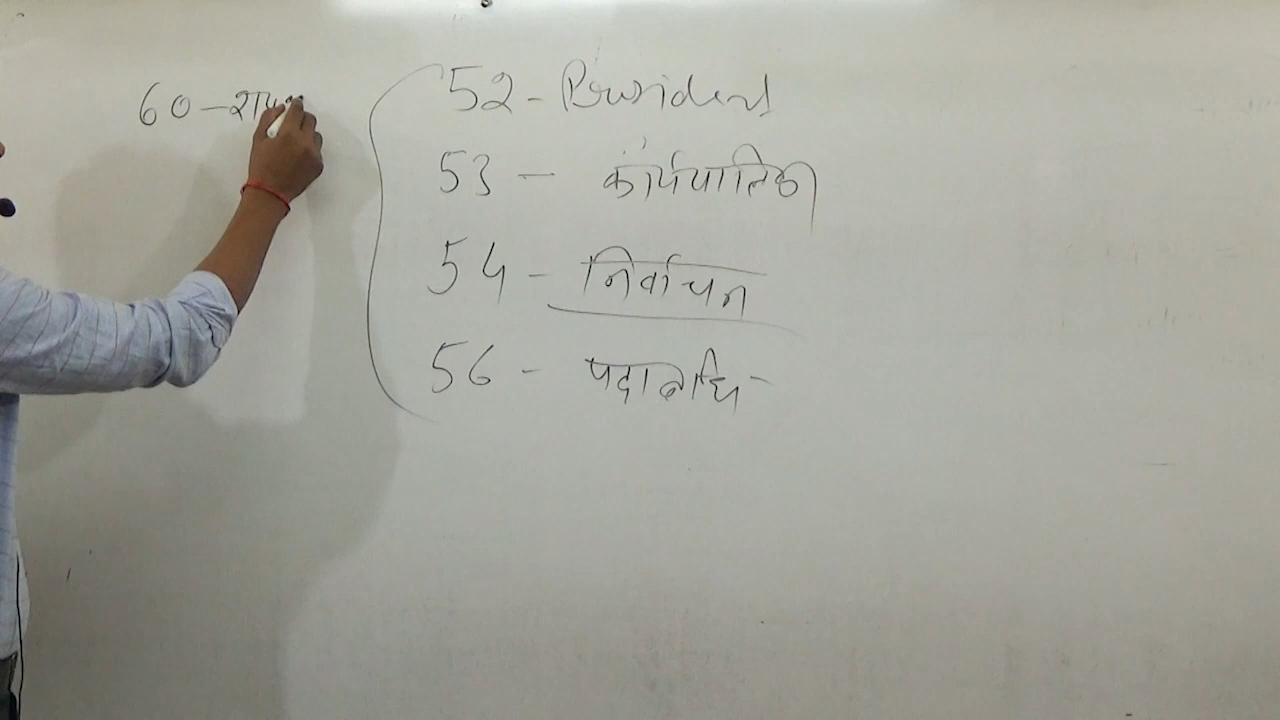 60 - शपथ
52 - President
53 - कार्यपालिका
54 - निर्वाचन
56 - पदावधि